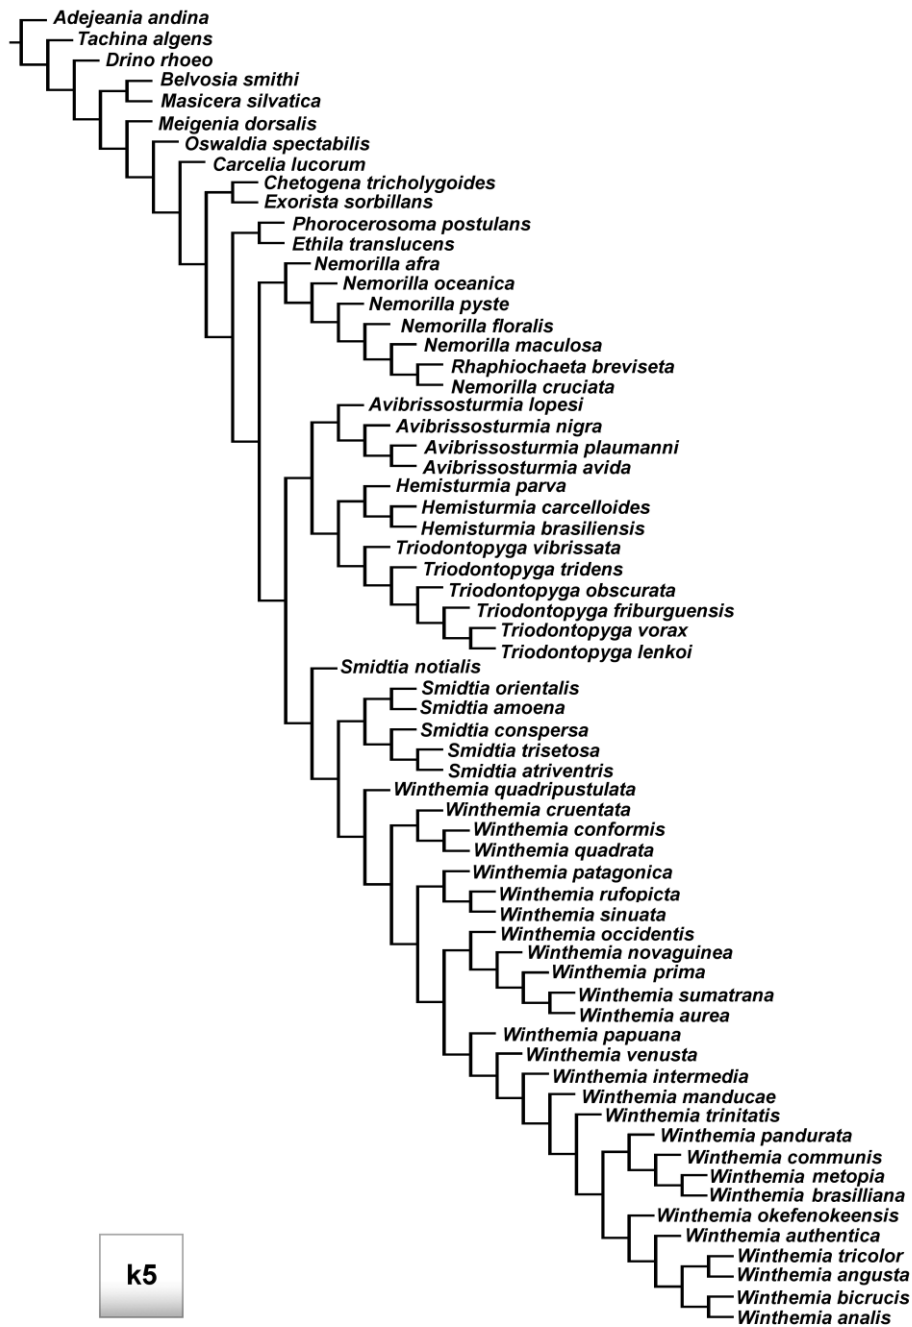 Adejeania andina
Tachina algens
Drino rhoeo
Belvosia smithi
Masicera silvatica
Meigenia dorsalis
Oswaldia spectabilis
Carcelia lucorum
Chetogena tricholygoides
Exorista sorbillans
Phorocerosoma postulans
Ethila translucens
Nemorilla afra
Nemorilla oceanica
Nemorilla pyste
Nemorilla floralis
Nemorilla maculosa
Rhaphiochaeta breviseta
Nemorilla cruciata
Avibrissosturmia lopesi
Avibrissosturmia nigra
Avibrissosturmia plaumanni
Avibrissosturmia avida
Hemisturmia parva
Hemisturmia carcelloides
Hemisturmia brasiliensis
Triodontopyga vibrissata
Triodontopyga tridens
Triodontopyga obscurata
Triodontopyga friburguensis
Triodontopyga vorax
Triodontopyga lenkoi
Smidtia notialis
Smidtia orientalis
Smidtia amoena
Smidtia conspersa
Smidtia trisetosa
Smidtia atriventris
Winthemia quadripustulata
Winthemia cruentata
Winthemia conformis
Winthemia quadrata
Winthemia patagonica
Winthemia rufopicta
Winthemia sinuata
Winthemia occidentis
Winthemia novaguinea
Winthemia prima
Winthemia sumatrana
Winthemia aurea
Winthemia papuana
Winthemia venusta
Winthemia intermedia
Winthemia manducae
Winthemia trinitatis
Winthemia pandurata
Winthemia communis
Winthemia metopia
Winthemia brasilliana
Winthemia okefenokeensis
Winthemia authentica
Winthemia tricolor
Winthemia angusta
Winthemia bicrucis
Winthemia analis
k5